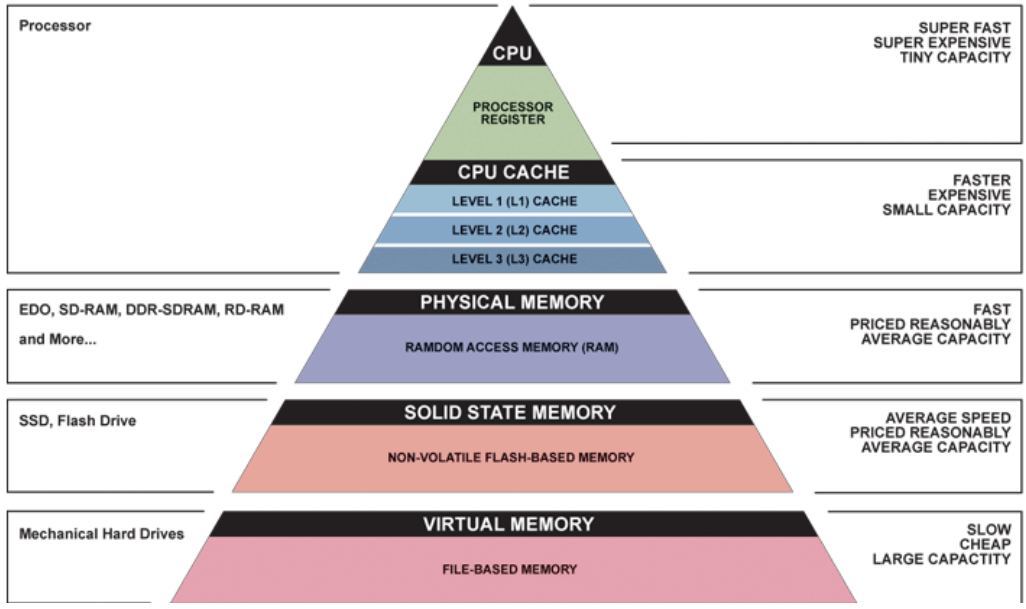 Processor
CPU
SUPER FAST
SUPER EXPENSIVE
TINY CAPACITY
PROCESSOR
REGISTER
CPU CACHE
LEVEL 1 (L1) CACHE
LEVEL 2 (L2) CACHE
LEVEL 3 (L3) CACHE
FASTER
EXPENSIVE
SMALL CAPACITY
EDO, SD-RAM, DDR-SDRAM, RD-RAM
and More...
PHYSICAL MEMORY
RAMDOM ACCESS MEMORY (RAM)
FAST
PRICED REASONABLY
AVERAGE CAPACITY
SSD, Flash Drive
SOLID STATE MEMORY
NON-VOLATILE FLASH-BASED MEMORY
AVERAGE SPEED
PRICED REASONABLY
AVERAGE CAPACITY
Mechanical Hard Drives
VIRTUAL MEMORY
FILE-BASED MEMORY
SLOW
CHEAP
LARGE CAPACTITY